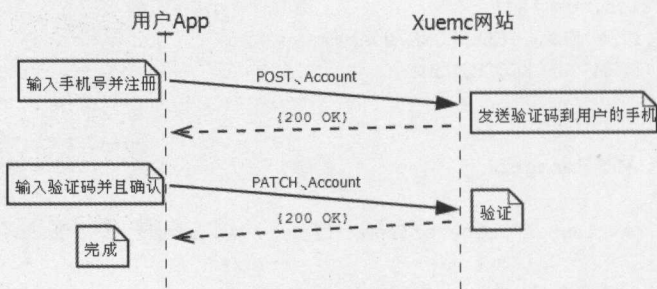 用户App
Xuemc网站
输入手机号并注册
POST、Account
发送验证码到用户的手机
{200 OK}
输入验证码并且确认
PATCH、Account
验证
{200 OK}
完成